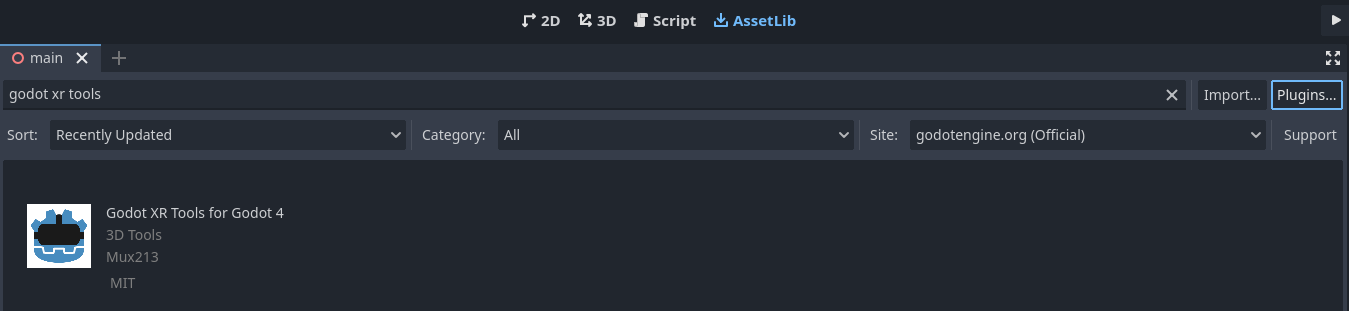 2D 3D Script AssetLib
main
godot xr tools Import... Plugins...
Sort: Recently Updated Category: All Site: godotengine.org (Official) Support
Godot XR Tools for Godot 4
3D Tools
Mux213
MIT